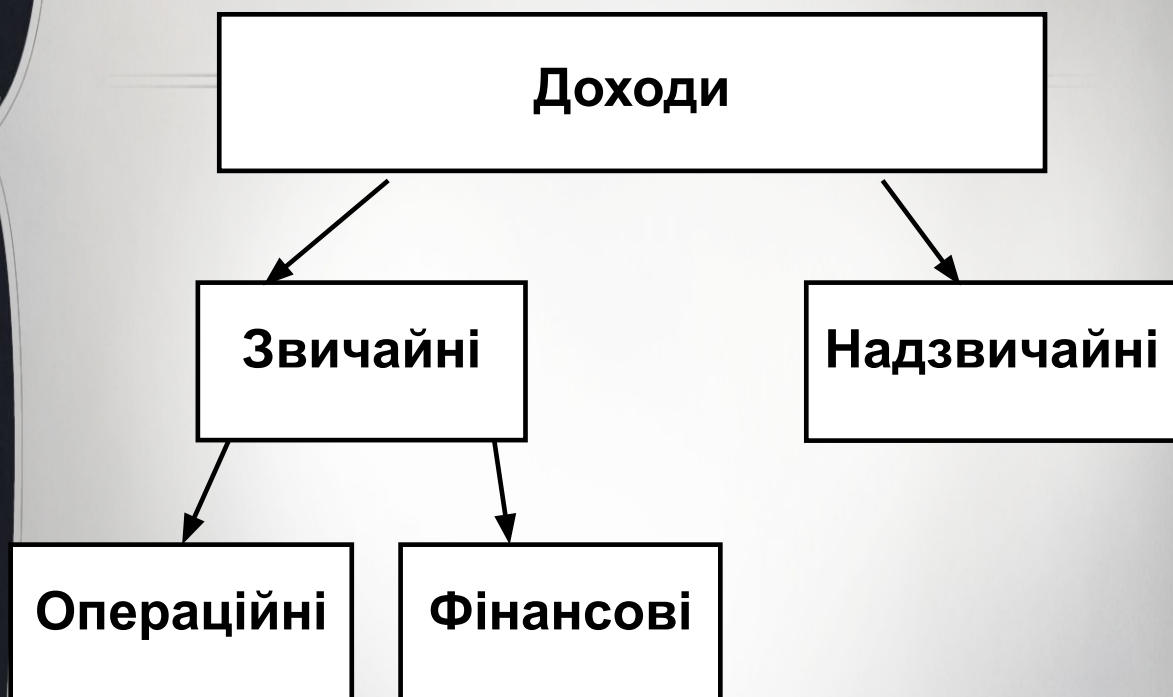 Доходи
Звичайні
Надзвичайні
Операційні
Фінансові